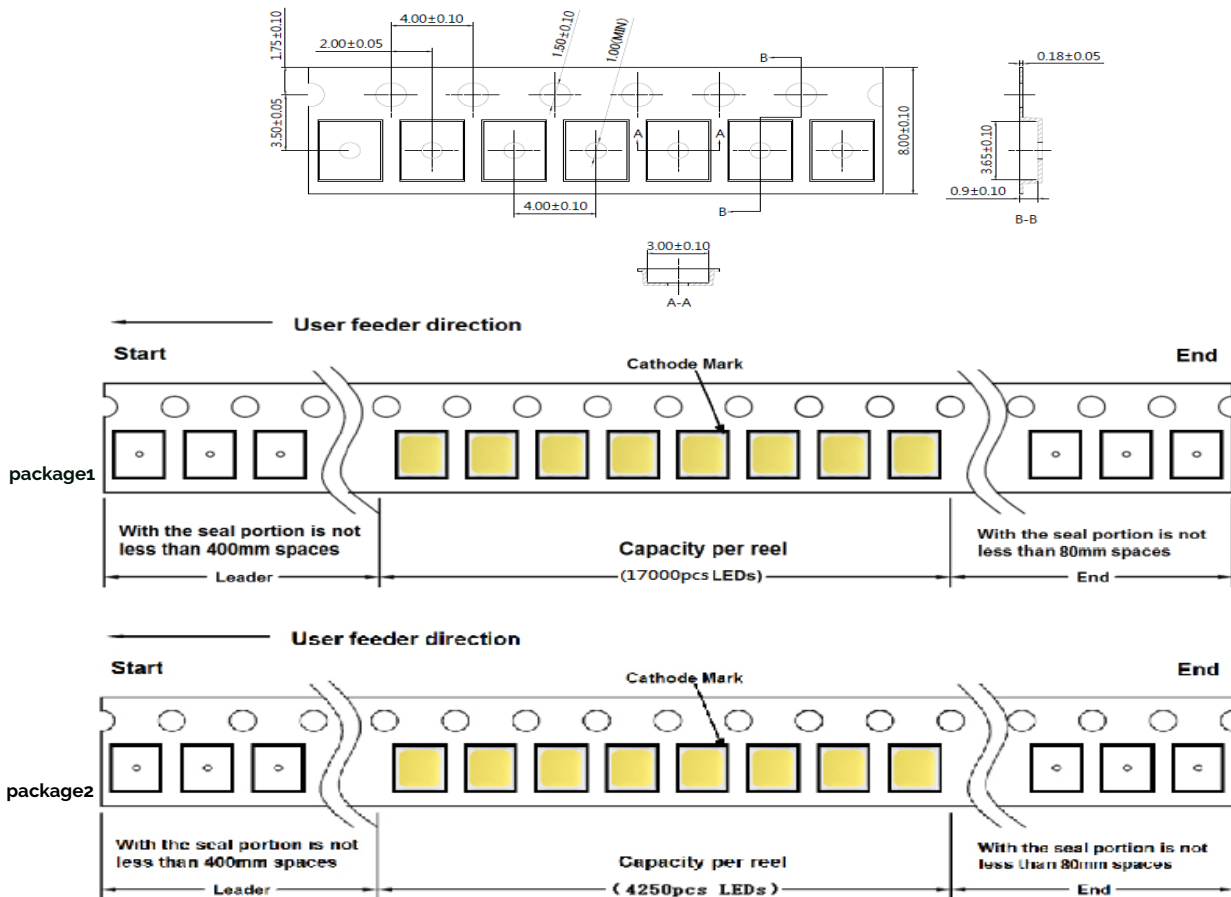 4.00±0.10
1.75±0.10
2.00±0.05
1.50±0.10
1.00(MIN)
B
0.18±0.05
3.50±0.05
A
A
8.00±0.10
3.65±0.10
4.00±0.10
B
0.9±0.10
B-B
3.00±0.10
A-A
User feeder direction
Start
Cathode Mark
End
package1
With the seal portion is not
less than 400mm spaces
Capacity per reel
With the seal portion is not
less than 80mm spaces
Leader
(17000pcs LEDs)
End
User feeder direction
Start
Cathode Mark
End
package2
With the seal portion is not
less than 400mm spaces
Capacity per reel
With the seal portion is not
less than 80mm spaces
Leader
(4250pcs LEDs)
End